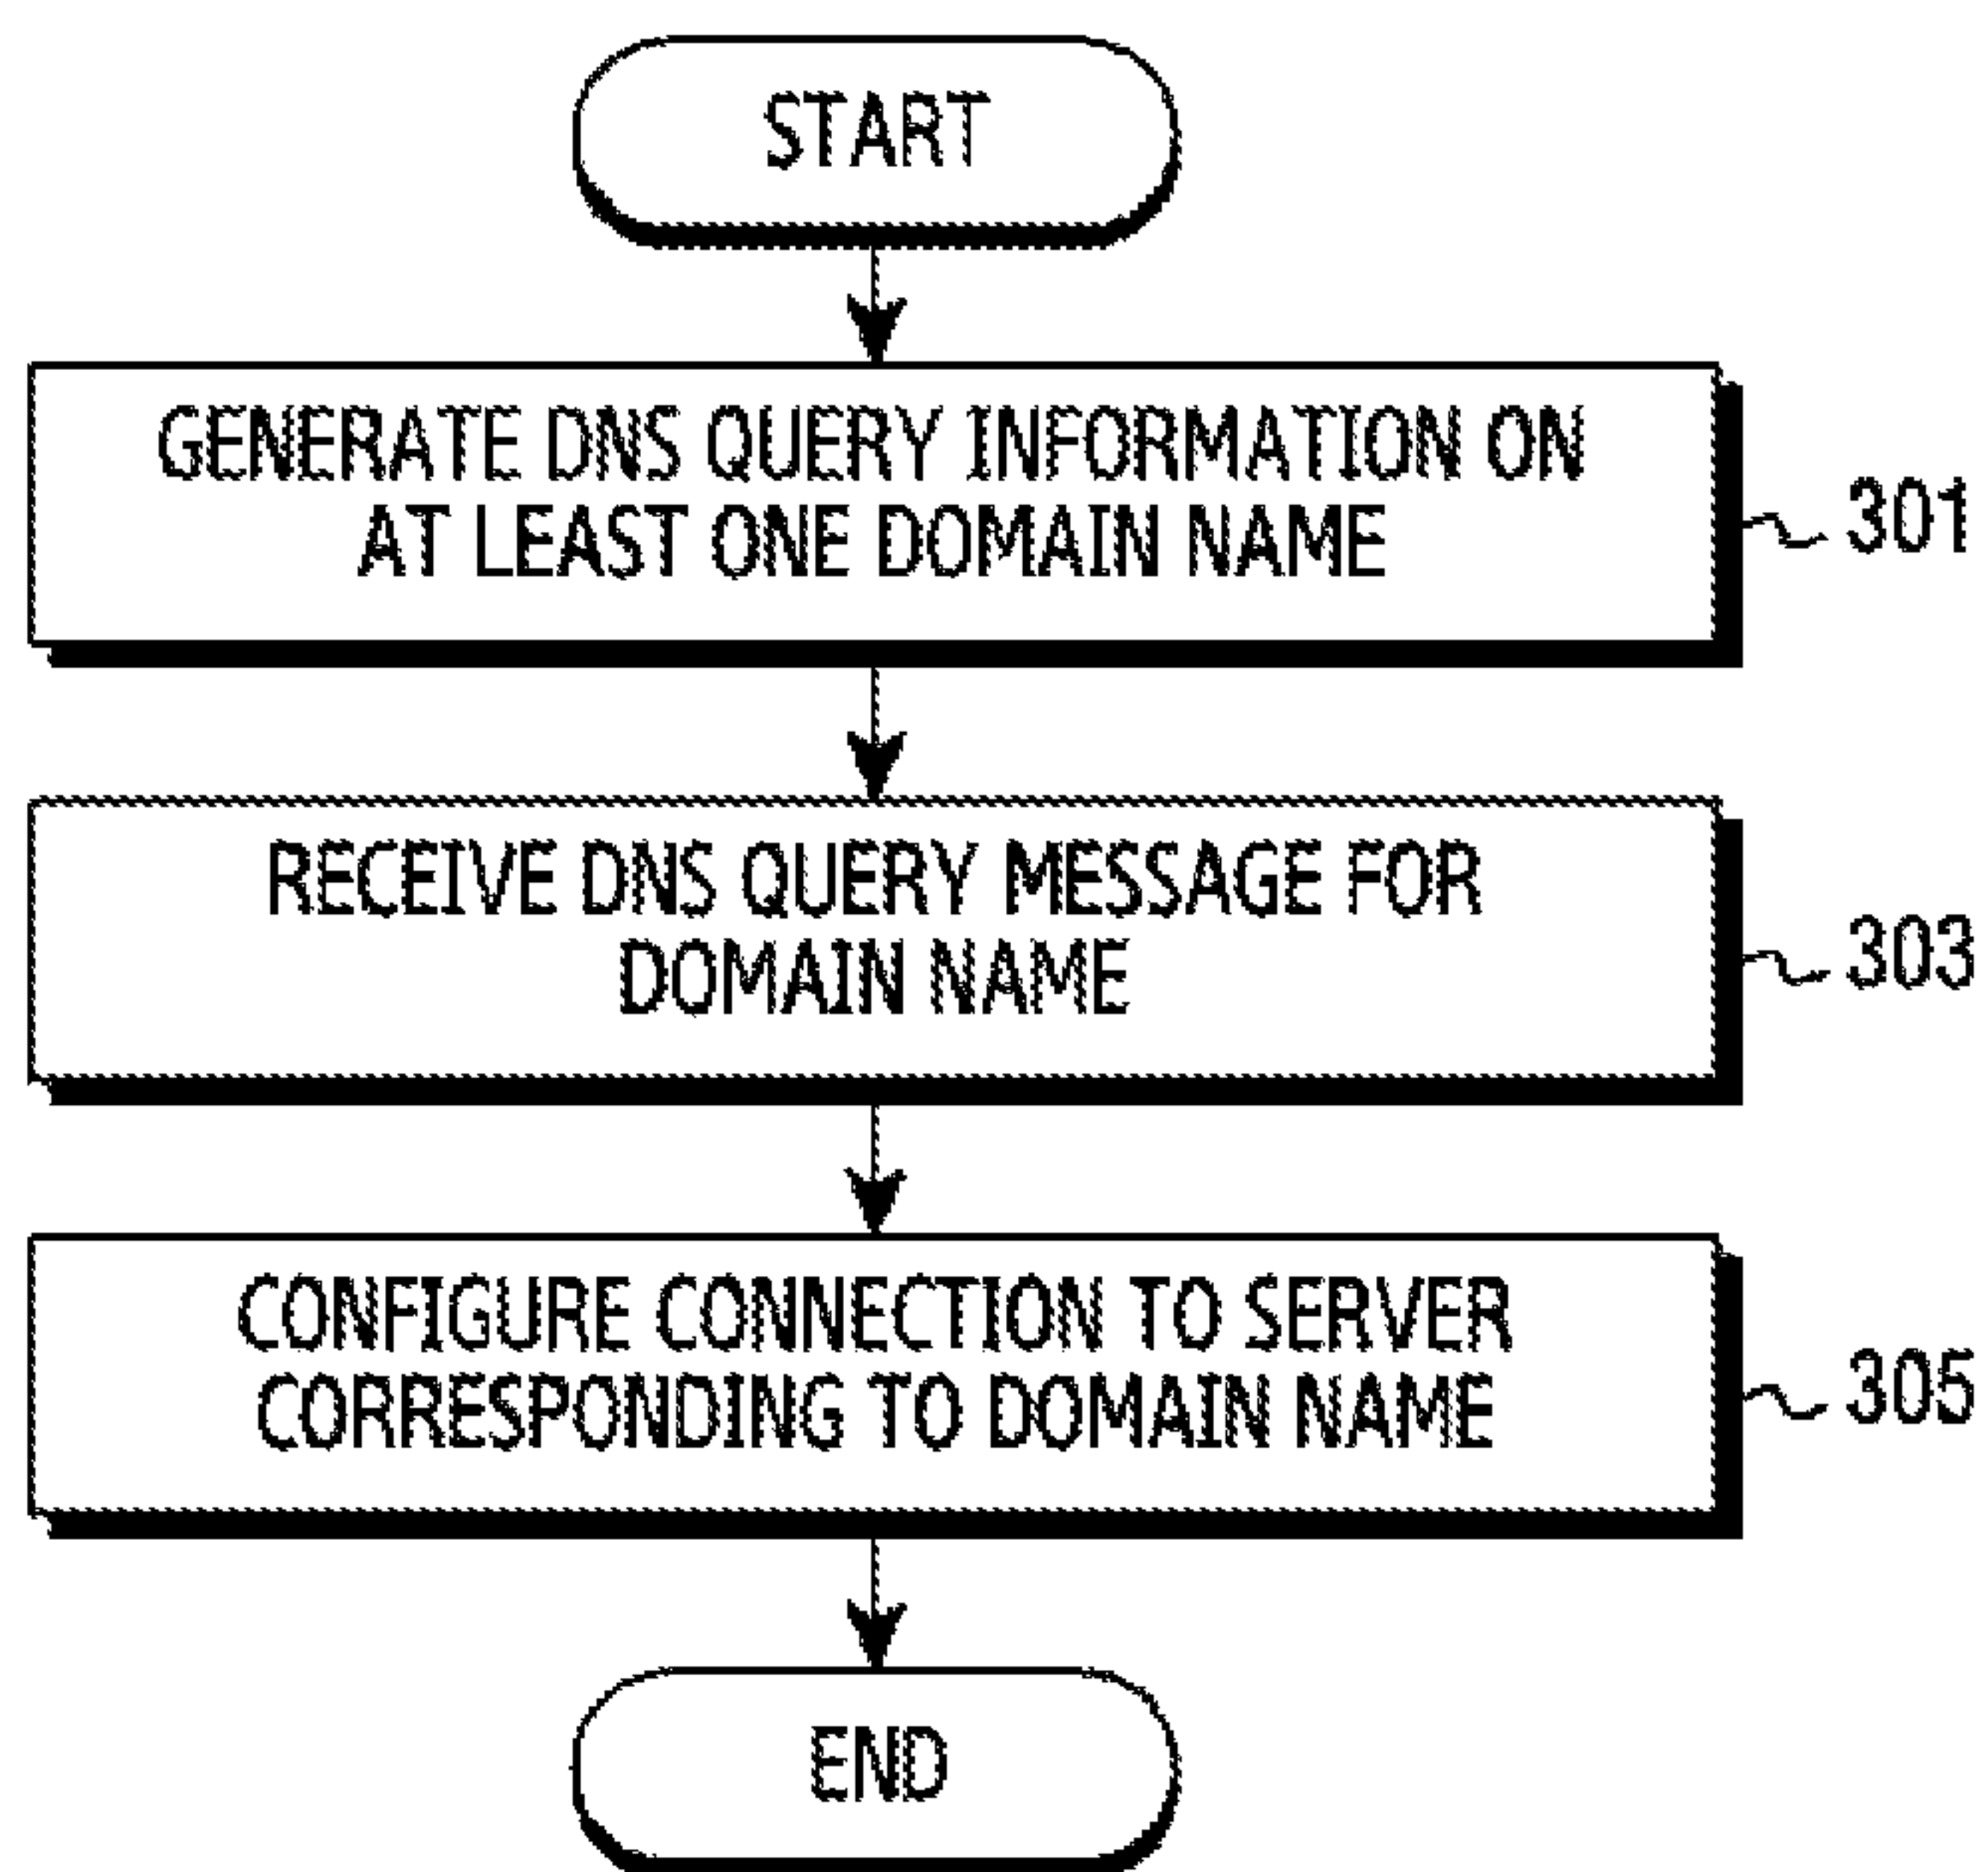 START
GENERATE DNS QUERY INFORMATION ON
AT LEAST ONE DOMAIN NAME
301
RECEIVE DNS QUERY MESSAGE FOR
DOMAIN NAME
303
CONFIGURE CONNECTION TO SERVER
CORRESPONDING TO DOMAIN NAME
305
END